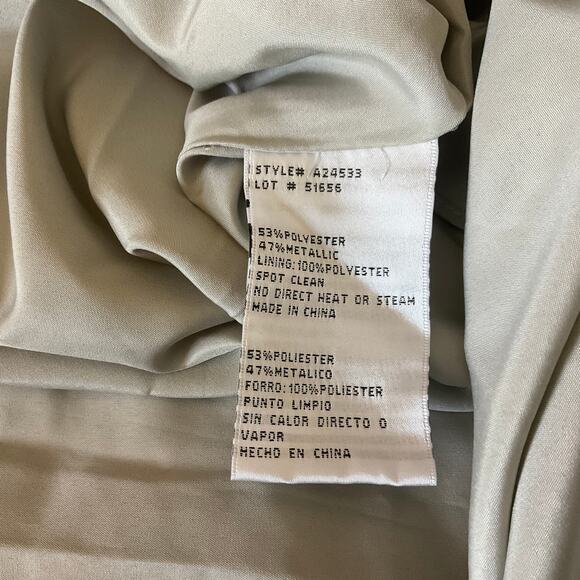 STYLE# A24533
LOT # 51656
53%POLYESTER
47%METALLIC
LINING:100%POLYESTER
SPOT CLEAN
NO DIRECT HEAT OR STEAM
MADE IN CHINA
53%POLIESTER
47%METALICO
FORRO:100%POLIESTER
PUNTO LIMPIO
SIN CALOR DIRECTO O
VAPOR
HECHO EN CHINA